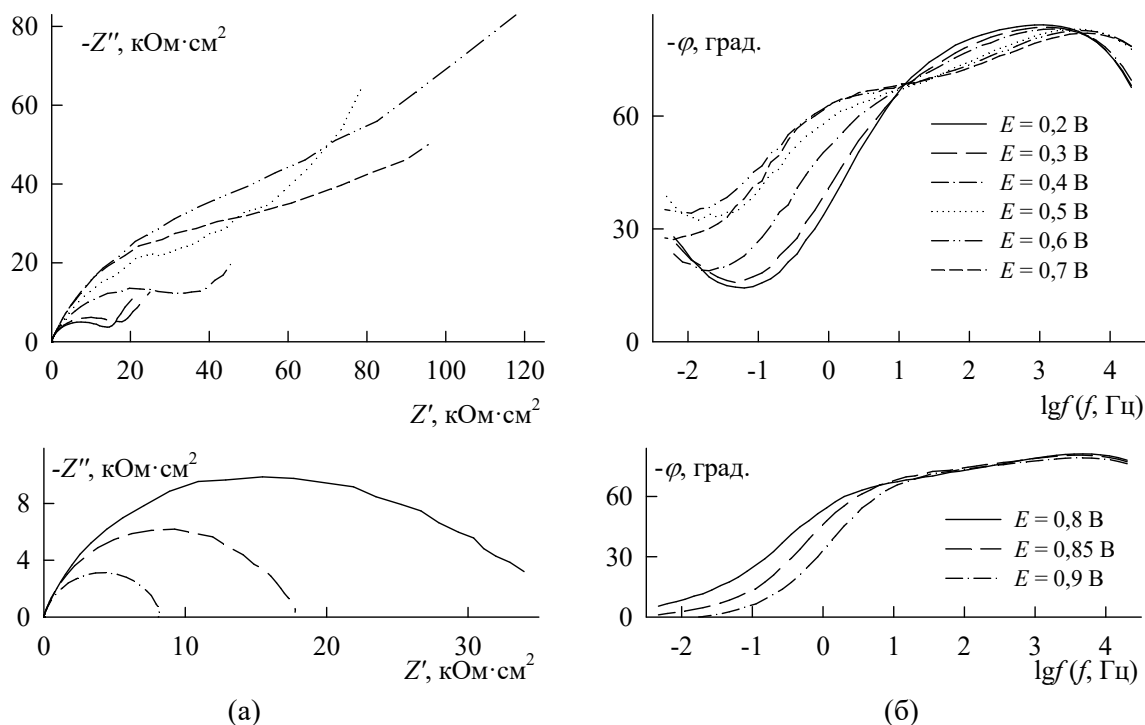 -Z″, кОм·см²
80
60
40
20
0
0 20 40 60 80 100 120
Z′, кОм·см²
-φ, град.
60
30
0
E = 0,2 В
E = 0,3 В
E = 0,4 В
E = 0,5 В
E = 0,6 В
E = 0,7 В
-2 -1 0 1 2 3 4
lgf (f, Гц)
-Z″, кОм·см²
8
4
0
0 10 20 30
Z′, кОм·см²
(а)
-φ, град.
60
30
0
E = 0,8 В
E = 0,85 В
E = 0,9 В
-2 -1 0 1 2 3 4
lgf (f, Гц)
(б)